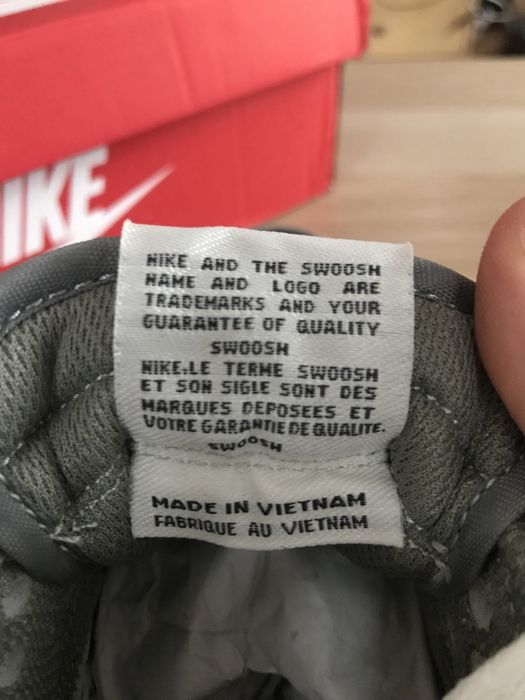 NIKE
NIKE AND THE SWOOSH
NAME AND LOGO ARE
TRADEMARKS AND YOUR
GUARANTEE OF QUALITY
SWOOSH
NIKE.LE TERME SWOOSH
ET SON SIGLE SONT DES
MARQUES DEPOSEES ET
VOTRE GARANTIE DE QUALITE.
SWOOSH
MADE IN VIETNAM
FABRIQUE AU VIETNAM